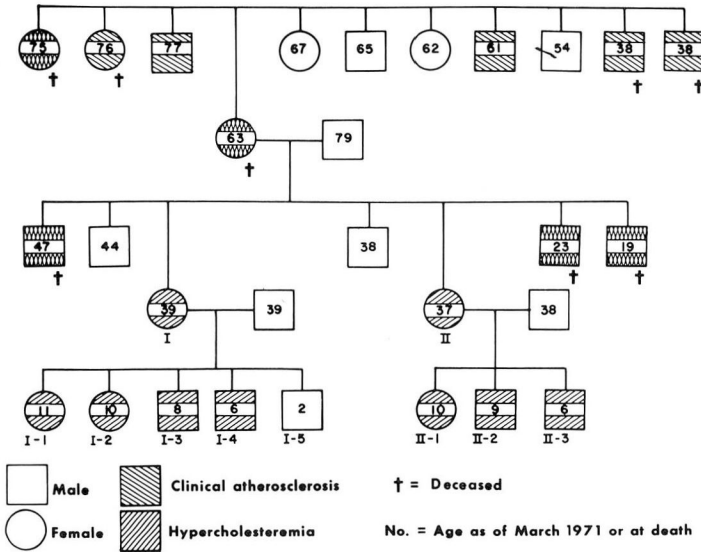 75 76 77 67 65 62 61 54 38 38
† † † †
63 79
†
47 44 38 23 19
† † †
39 39 37 38
I II
11 10 8 6 2 10 9 6
I-1 I-2 I-3 I-4 I-5 II-1 II-2 II-3
Male Clinical atherosclerosis † = Deceased
Female Hypercholesteremia No. = Age as of March 1971 or at death